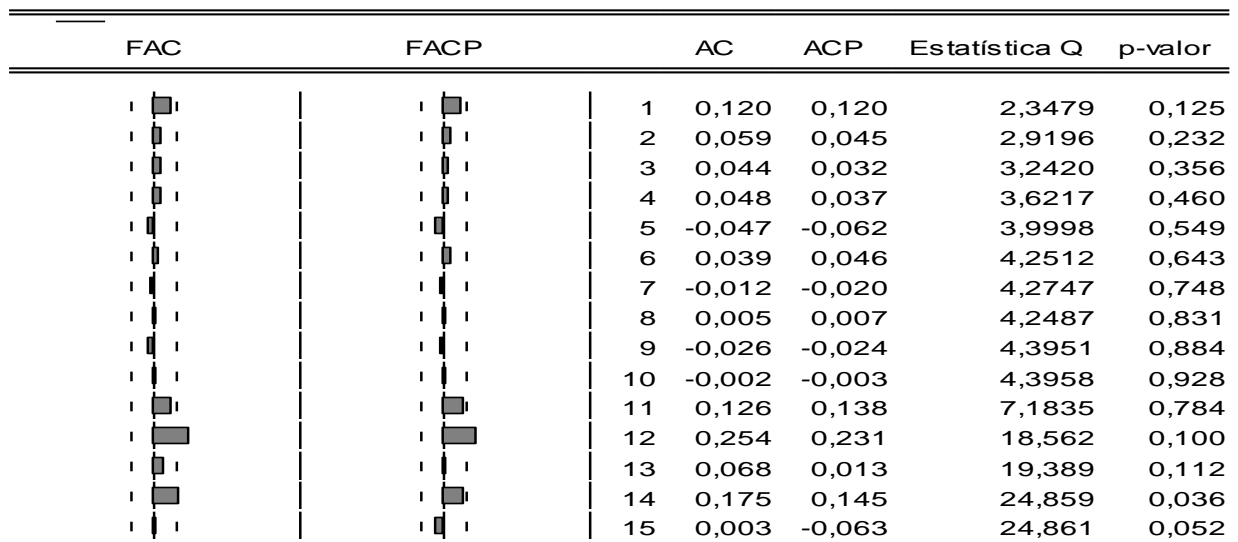 FAC FACP AC ACP Estatística Q p-valor
1 0,120 0,120 2,3479 0,125
2 0,059 0,045 2,9196 0,232
3 0,044 0,032 3,2420 0,356
4 0,048 0,037 3,6217 0,460
5 -0,047 -0,062 3,9998 0,549
6 0,039 0,046 4,2512 0,643
7 -0,012 -0,020 4,2747 0,748
8 0,005 0,007 4,2487 0,831
9 -0,026 -0,024 4,3951 0,884
10 -0,002 -0,003 4,3958 0,928
11 0,126 0,138 7,1835 0,784
12 0,254 0,231 18,562 0,100
13 0,068 0,013 19,389 0,112
14 0,175 0,145 24,859 0,036
15 0,003 -0,063 24,861 0,052